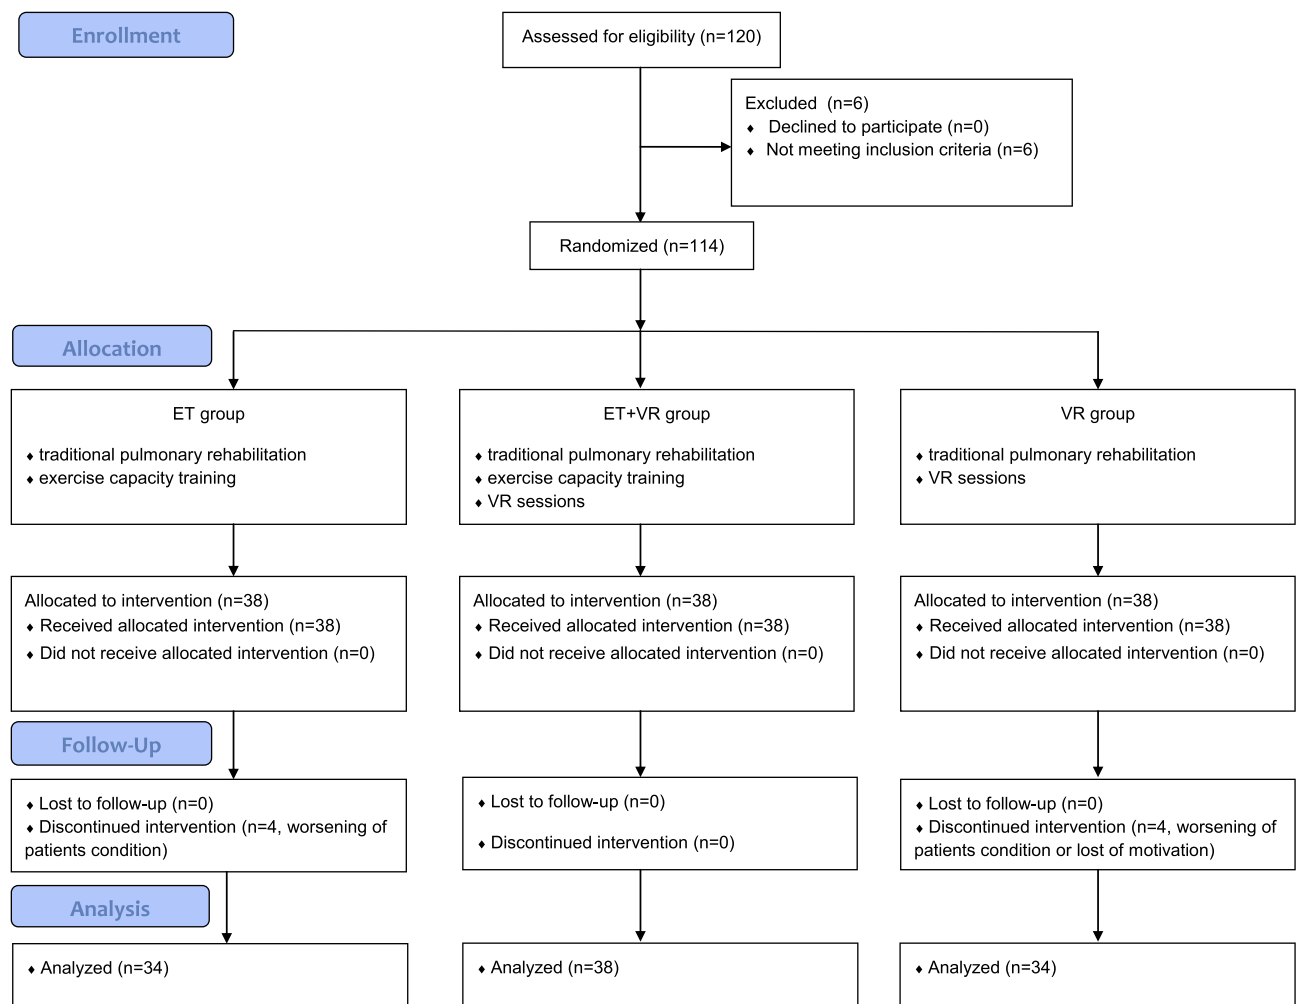 Enrollment
Assessed for eligibility (n=120)
Excluded  (n=6)
♦ Declined to participate (n=0)
♦ Not meeting inclusion criteria (n=6)
Randomized (n=114)
Allocation
ET group
♦ traditional pulmonary rehabilitation
♦ exercise capacity training
ET+VR group
♦ traditional pulmonary rehabilitation
♦ exercise capacity training
♦ VR sessions
VR group
♦ traditional pulmonary rehabilitation
♦ VR sessions
Allocated to intervention (n=38)
♦ Received allocated intervention (n=38)
♦ Did not receive allocated intervention (n=0)
Allocated to intervention (n=38)
♦ Received allocated intervention (n=38)
♦ Did not receive allocated intervention (n=0)
Allocated to intervention (n=38)
♦ Received allocated intervention (n=38)
♦ Did not receive allocated intervention (n=0)
Follow-Up
♦ Lost to follow-up (n=0)
♦ Discontinued intervention (n=4, worsening of
patients condition)
♦ Lost to follow-up (n=0)
♦ Discontinued intervention (n=0)
♦ Lost to follow-up (n=0)
♦ Discontinued intervention (n=4, worsening of
patients condition or lost of motivation)
Analysis
♦ Analyzed (n=34)
♦ Analyzed (n=38)
♦ Analyzed (n=34)